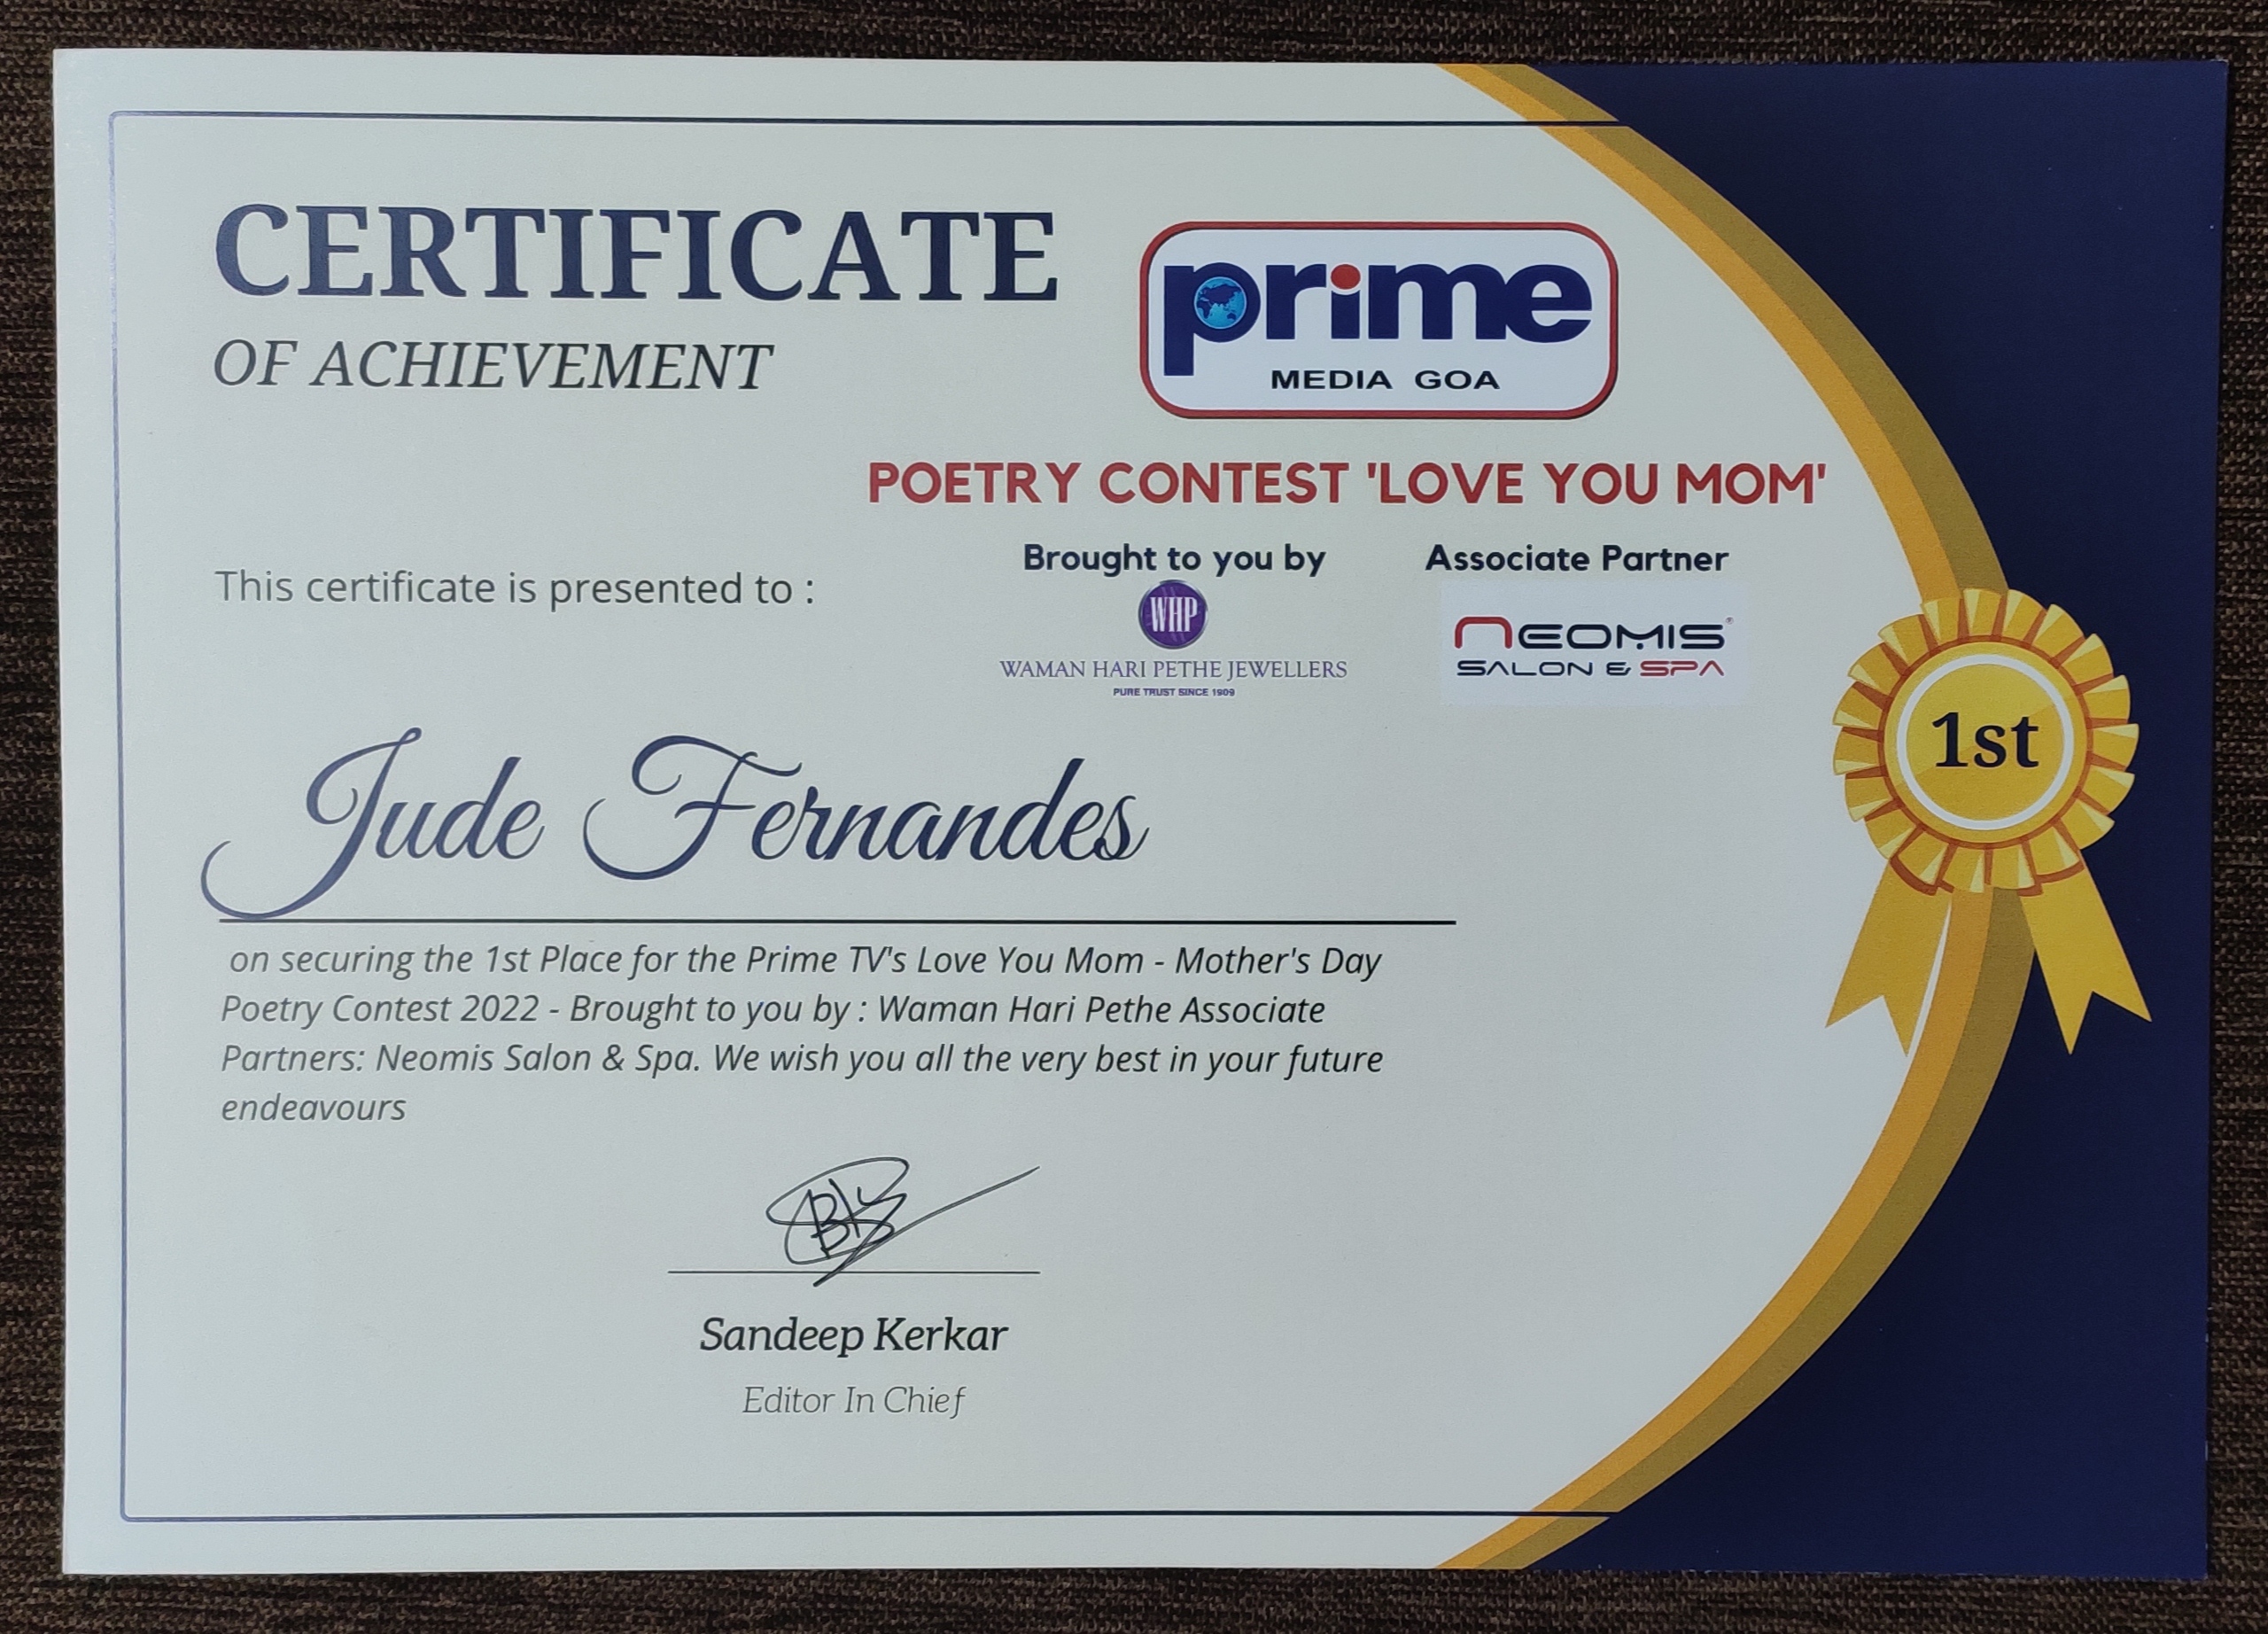 CERTIFICATE
OF ACHIEVEMENT
prime
MEDIA GOA
POETRY CONTEST 'LOVE YOU MOM'
This certificate is presented to :
Brought to you by
WHP
WAMAN HARI PETHE JEWELLERS
PURE TRUST SINCE 1909
Associate Partner
NEOMIS®
SALON & SPA
1st
Jude Fernandes
on securing the 1st Place for the Prime TV's Love You Mom - Mother's Day
Poetry Contest 2022 - Brought to you by : Waman Hari Pethe Associate
Partners: Neomis Salon & Spa. We wish you all the very best in your future
endeavours
Sandeep Kerkar
Editor In Chief